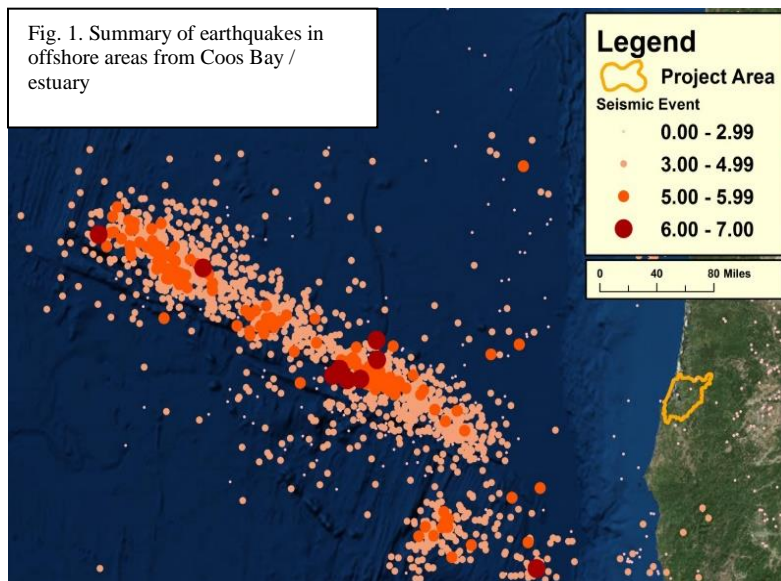 Fig. 1. Summary of earthquakes in
offshore areas from Coos Bay /
estuary
Legend
Project Area
Seismic Event
0.00 - 2.99
3.00 - 4.99
5.00 - 5.99
6.00 - 7.00
0 40 80 Miles